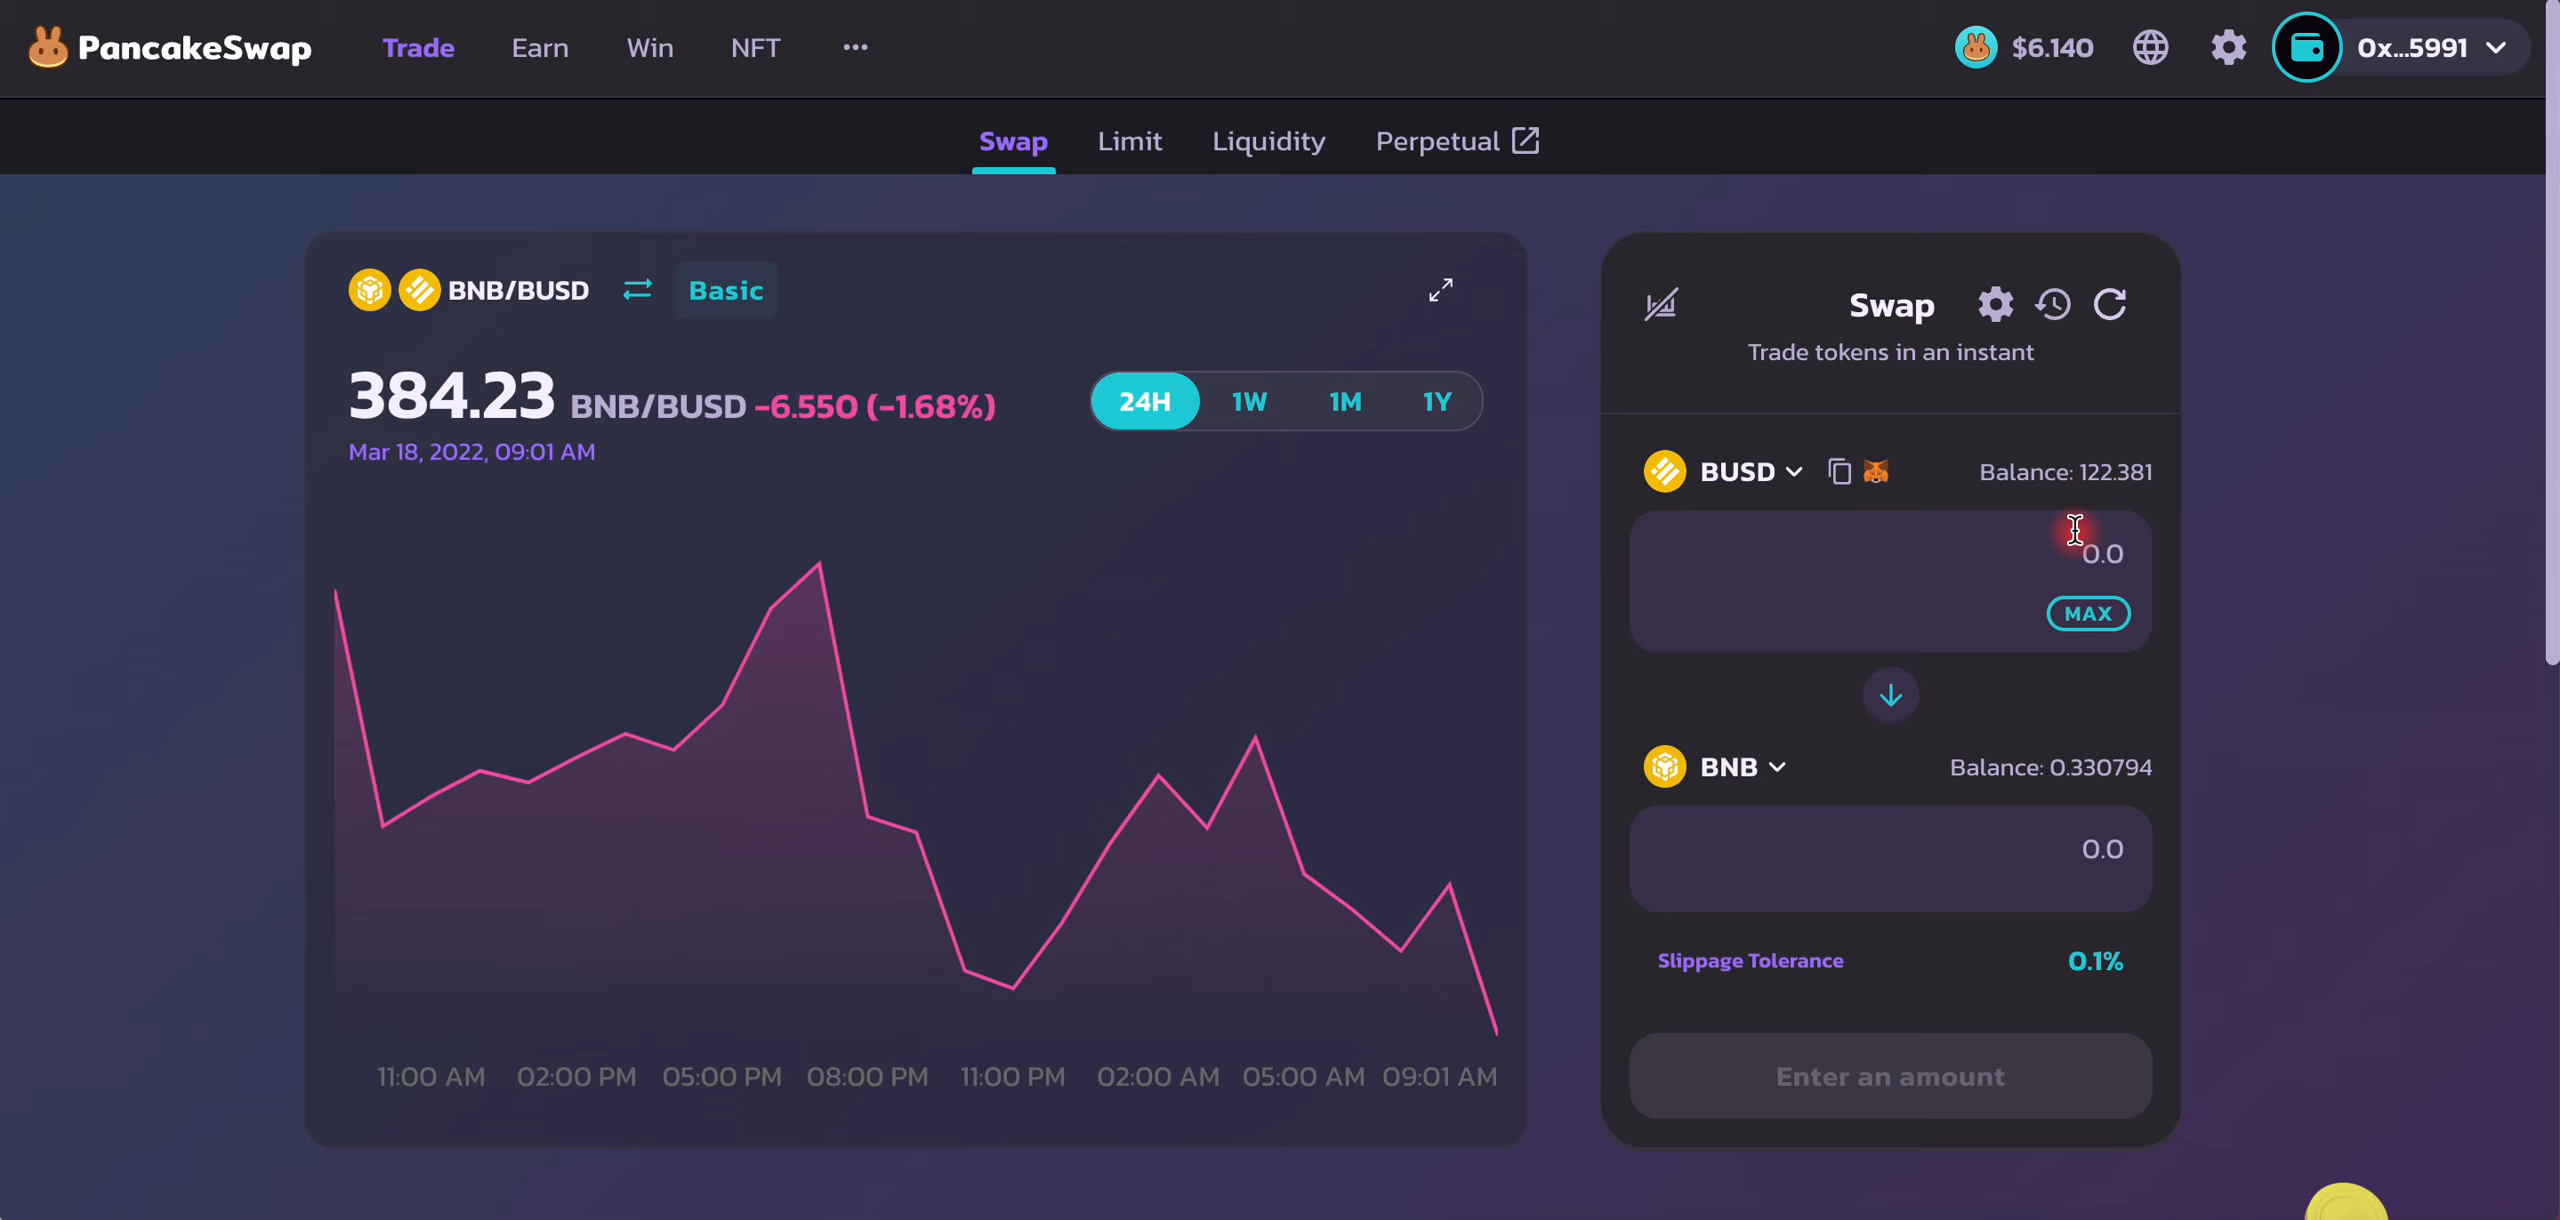 PancakeSwap Trade Earn Win NFT ... $6.140 0x...5991
Swap Limit Liquidity Perpetual
BNB/BUSD Basic
384.23 BNB/BUSD -6.550 (-1.68%)
24H 1W 1M 1Y
Mar 18, 2022, 09:01 AM
11:00 AM 02:00 PM 05:00 PM 08:00 PM 11:00 PM 02:00 AM 05:00 AM 09:01 AM
Swap
Trade tokens in an instant
BUSD Balance: 122.381
0.0
MAX
BNB Balance: 0.330794
0.0
Slippage Tolerance 0.1%
Enter an amount